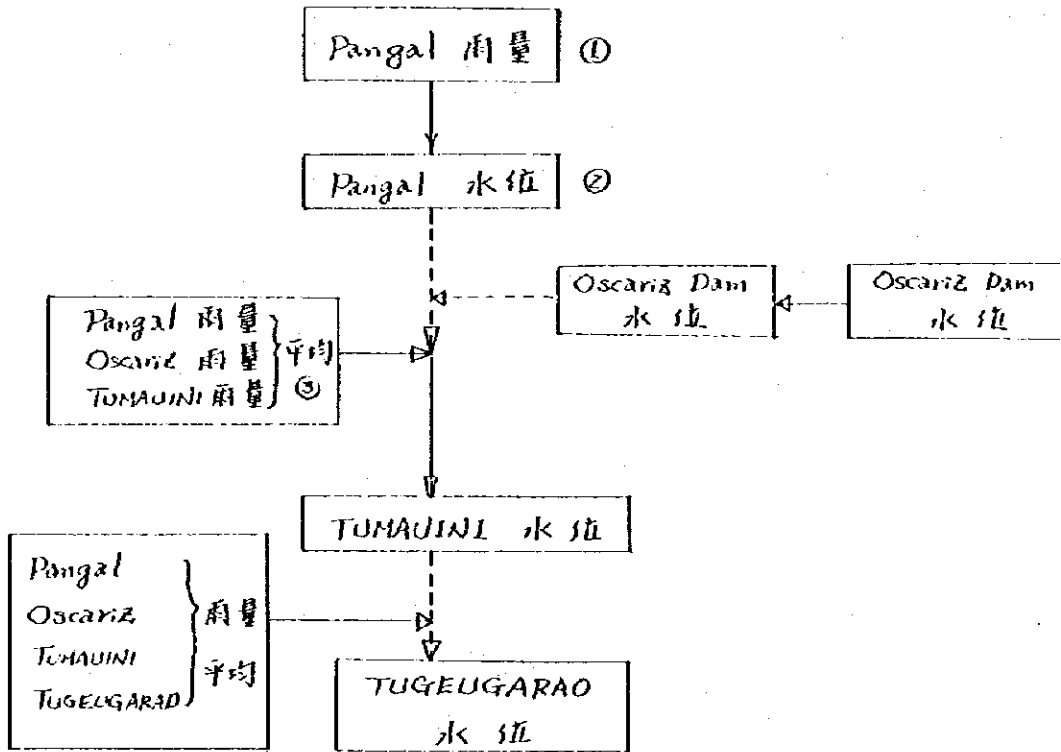 Pangal 雨量 ①
Pangal 水位 ②
Oscariz Dam
水位
Oscariz Dam
水位
Pangal 雨量
Oscariz 雨量
TUMAUINI 雨量
平均
③
TUMAUINI 水位
Pangal
Oscariz
TUMAUINI
TUGEUGARAO
雨量
平均
TUGEUGARAO
水位